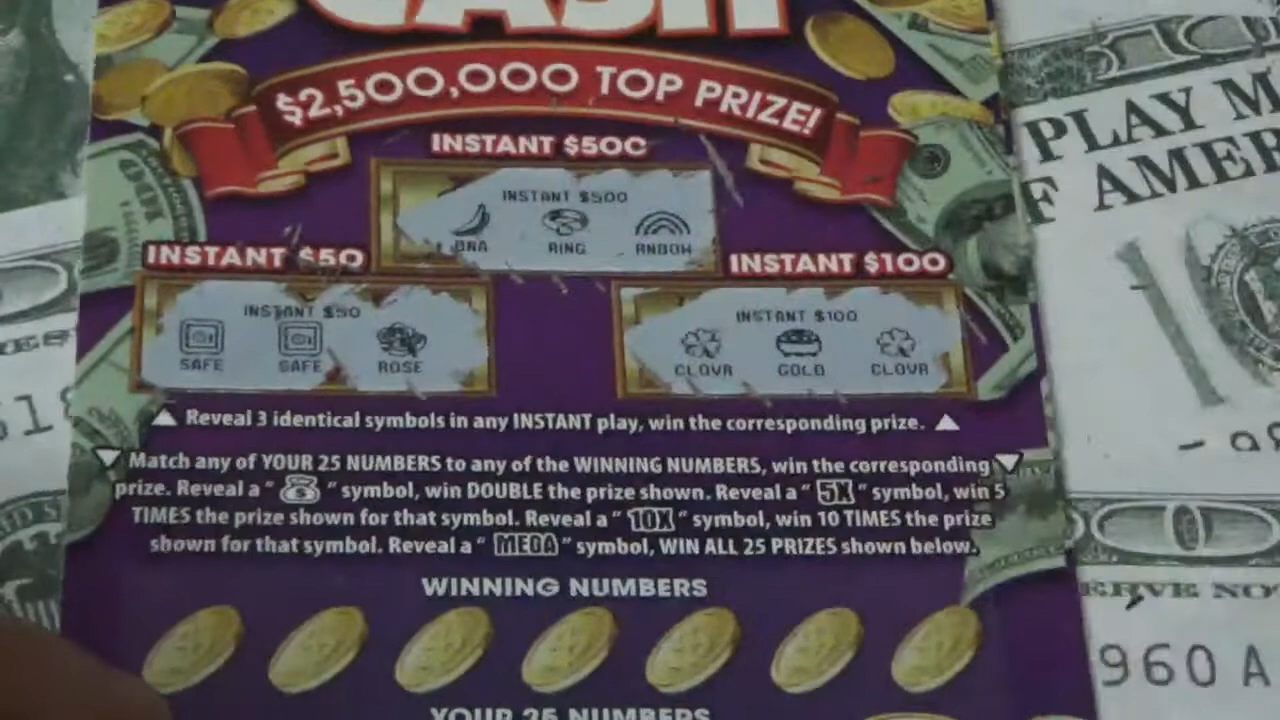 CASH
$2,500,000 TOP PRIZE!
INSTANT $500
INSTANT $500
BNA RING RNBOW
INSTANT $50
INSTANT $50
SAFE SAFE ROSE
INSTANT $100
INSTANT $100
CLOVR GOLD CLOVR
Reveal 3 identical symbols in any INSTANT play, win the corresponding prize.
Match any of YOUR 25 NUMBERS to any of the WINNING NUMBERS, win the corresponding
prize. Reveal a " " symbol, win DOUBLE the prize shown. Reveal a " 5X " symbol, win 5
TIMES the prize shown for that symbol. Reveal a " 10X " symbol, win 10 TIMES the prize
shown for that symbol. Reveal a " MEGA " symbol, WIN ALL 25 PRIZES shown below.
WINNING NUMBERS
YOUR 25 NUMBERS
PLAY M
F AMER
ERVE NO
960 A